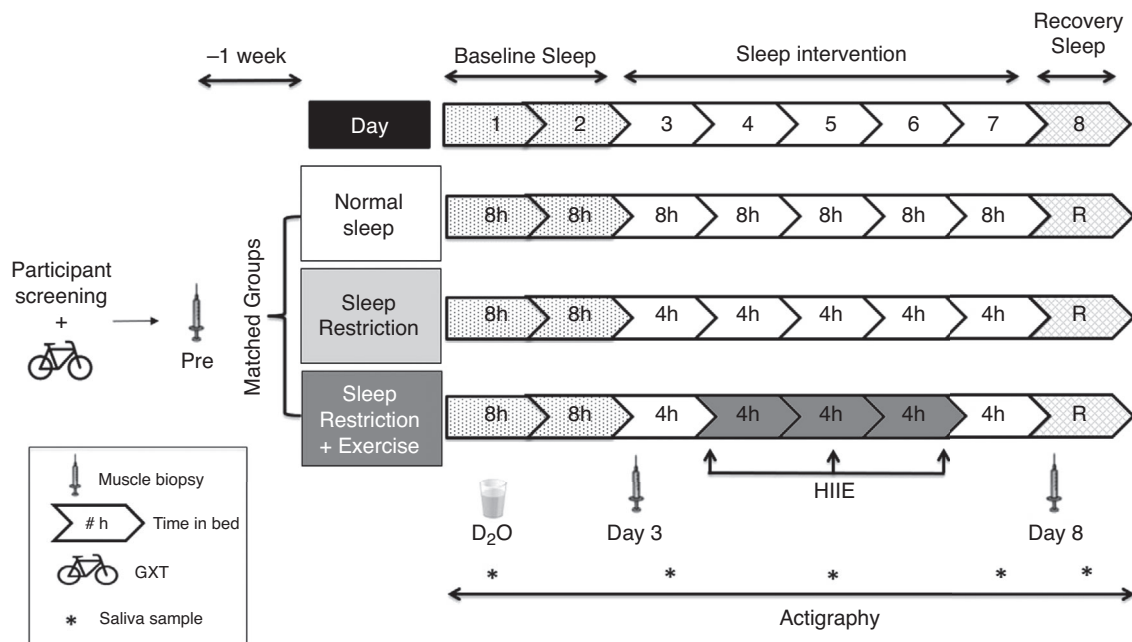 –1 week
Baseline Sleep
Sleep intervention
Recovery
Sleep
Day
1
2
3
4
5
6
7
8
Normal
sleep
8h
8h
8h
8h
8h
8h
8h
R
Participant
screening
+
Pre
Matched Groups
Sleep
Restriction
8h
8h
4h
4h
4h
4h
4h
R
Sleep
Restriction
+ Exercise
8h
8h
4h
4h
4h
4h
4h
R
HIIE
D₂O
Day 3
Day 8
* * * * *
Actigraphy
Muscle biopsy
# h
Time in bed
GXT
* Saliva sample